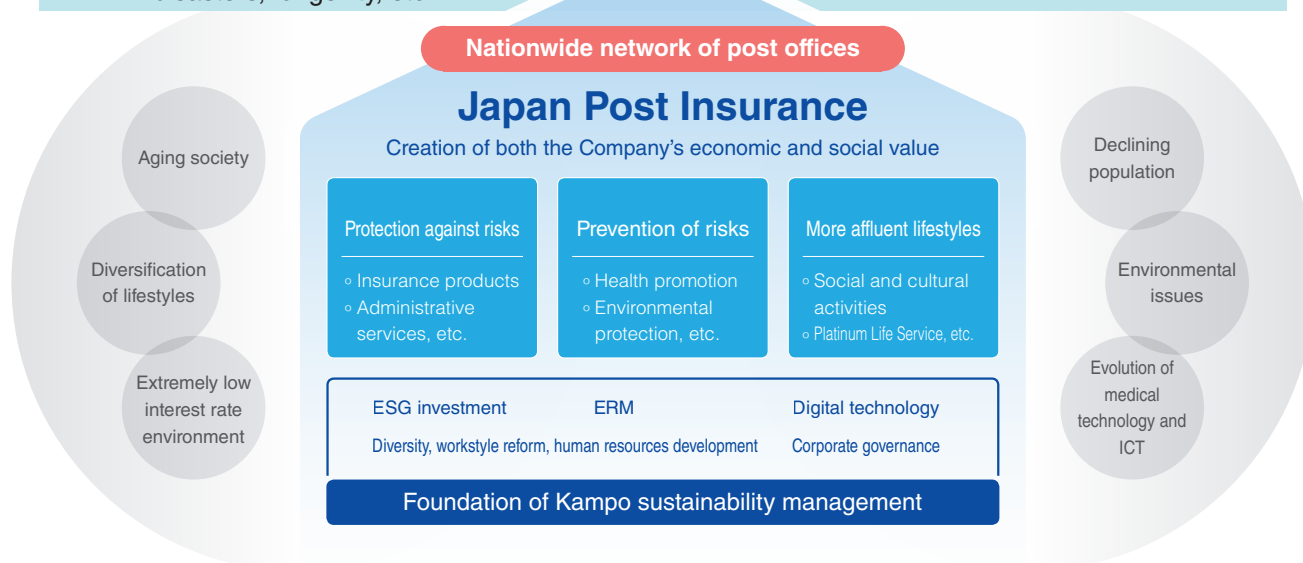 Nationwide network of post offices
Japan Post Insurance
Creation of both the Company's economic and social value
Aging society
Diversification
of lifestyles
Extremely low
interest rate
environment
Protection against risks
○ Insurance products
○ Administrative
services, etc.
Prevention of risks
○ Health promotion
○ Environmental
protection, etc.
More affluent lifestyles
○ Social and cultural
activities
○ Platinum Life Service, etc.
ESG investment ERM Digital technology
Diversity, workstyle reform, human resources development Corporate governance
Foundation of Kampo sustainability management
Declining
population
Environmental
issues
Evolution of
medical
technology and
ICT